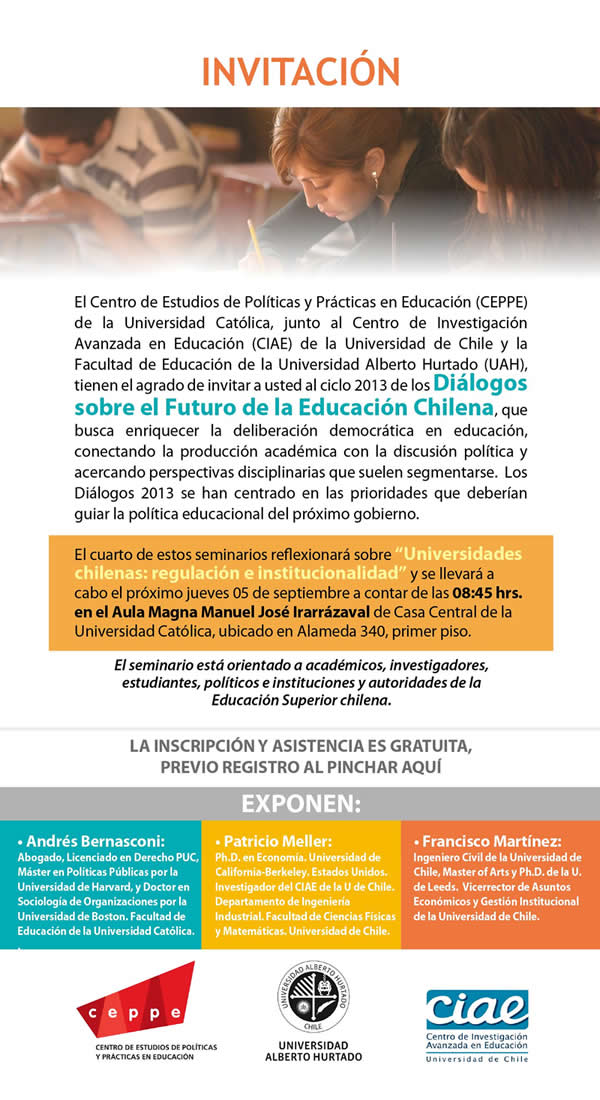 INVITACIÓN
El Centro de Estudios de Políticas y Prácticas en Educación (CEPPE)
de la Universidad Católica, junto al Centro de Investigación
Avanzada en Educación (CIAE) de la Universidad de Chile y la
Facultad de Educación de la Universidad Alberto Hurtado (UAH),
tienen el agrado de invitar a usted al ciclo 2013 de los Diálogos
sobre el Futuro de la Educación Chilena, que
busca enriquecer la deliberación democrática en educación,
conectando la producción académica con la discusión política y
acercando perspectivas disciplinarias que suelen segmentarse. Los
Diálogos 2013 se han centrado en las prioridades que deberían
guiar la política educacional del próximo gobierno.
El cuarto de estos seminarios reflexionará sobre “Universidades
chilenas: regulación e institucionalidad” y se llevará a
cabo el próximo jueves 05 de septiembre a contar de las 08:45 hrs.
en el Aula Magna Manuel José Irarrázaval de Casa Central de la
Universidad Católica, ubicado en Alameda 340, primer piso.
El seminario está orientado a académicos, investigadores,
estudiantes, políticos e instituciones y autoridades de la
Educación Superior chilena.
LA INSCRIPCIÓN Y ASISTENCIA ES GRATUITA,
PREVIO REGISTRO AL PINCHAR AQUÍ
EXPONEN:
• Andrés Bernasconi:
Abogado, Licenciado en Derecho PUC,
Máster en Políticas Públicas por la
Universidad de Harvard, y Doctor en
Sociología de Organizaciones por la
Universidad de Boston. Facultad de
Educación de la Universidad Católica.
.
• Patricio Meller:
Ph.D. en Economía. Universidad de
California-Berkeley. Estados Unidos.
Investigador del CIAE de la U de Chile.
Departamento de Ingeniería
Industrial. Facultad de Ciencias Físicas
y Matemáticas. Universidad de Chile.
• Francisco Martínez:
Ingeniero Civil de la Universidad de
Chile, Master of Arts y Ph.D. de la U.
de Leeds. Vicerrector de Asuntos
Económicos y Gestión Institucional
de la Universidad de Chile.
ceppe
CENTRO DE ESTUDIOS DE POLÍTICAS
Y PRÁCTICAS EN EDUCACIÓN
UNIVERSIDAD ALBERTO HURTADO
CHILE
UNIVERSIDAD
ALBERTO HURTADO
ciae
Centro de Investigación
Avanzada en Educación
Universidad de Chile